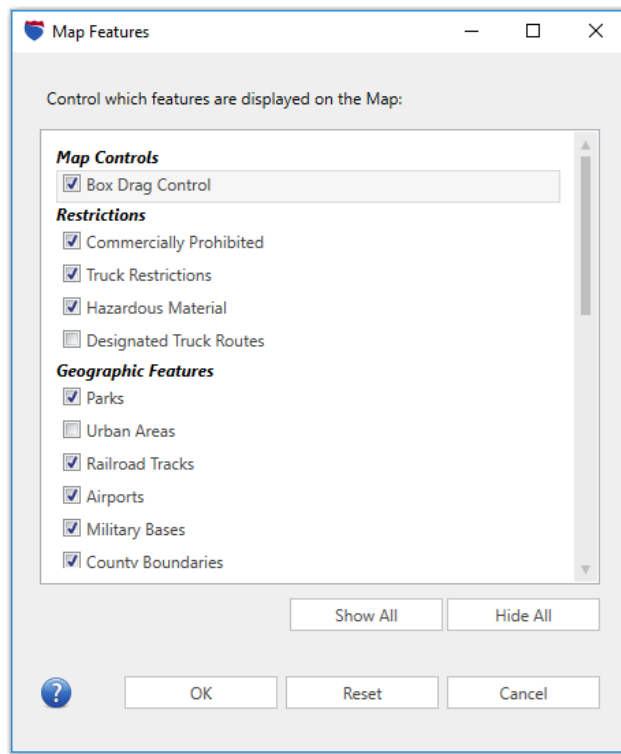 Map Features
Control which features are displayed on the Map:
Map Controls
Box Drag Control
Restrictions
Commercially Prohibited
Truck Restrictions
Hazardous Material
Designated Truck Routes
Geographic Features
Parks
Urban Areas
Railroad Tracks
Airports
Military Bases
County Boundaries
Show All Hide All
? OK Reset Cancel